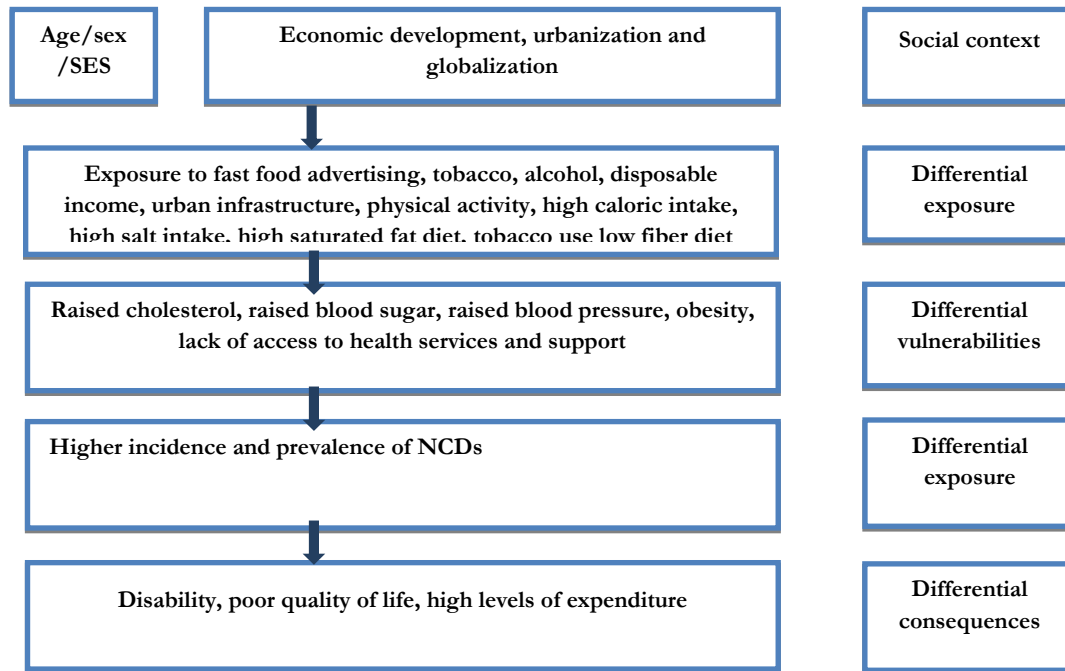 Age/sex
/SES
Economic development, urbanization and
globalization
Social context
Exposure to fast food advertising, tobacco, alcohol, disposable
income, urban infrastructure, physical activity, high caloric intake,
high salt intake, high saturated fat diet, tobacco use low fiber diet
Differential
exposure
Raised cholesterol, raised blood sugar, raised blood pressure, obesity,
lack of access to health services and support
Differential
vulnerabilities
Higher incidence and prevalence of NCDs
Differential
exposure
Disability, poor quality of life, high levels of expenditure
Differential
consequences